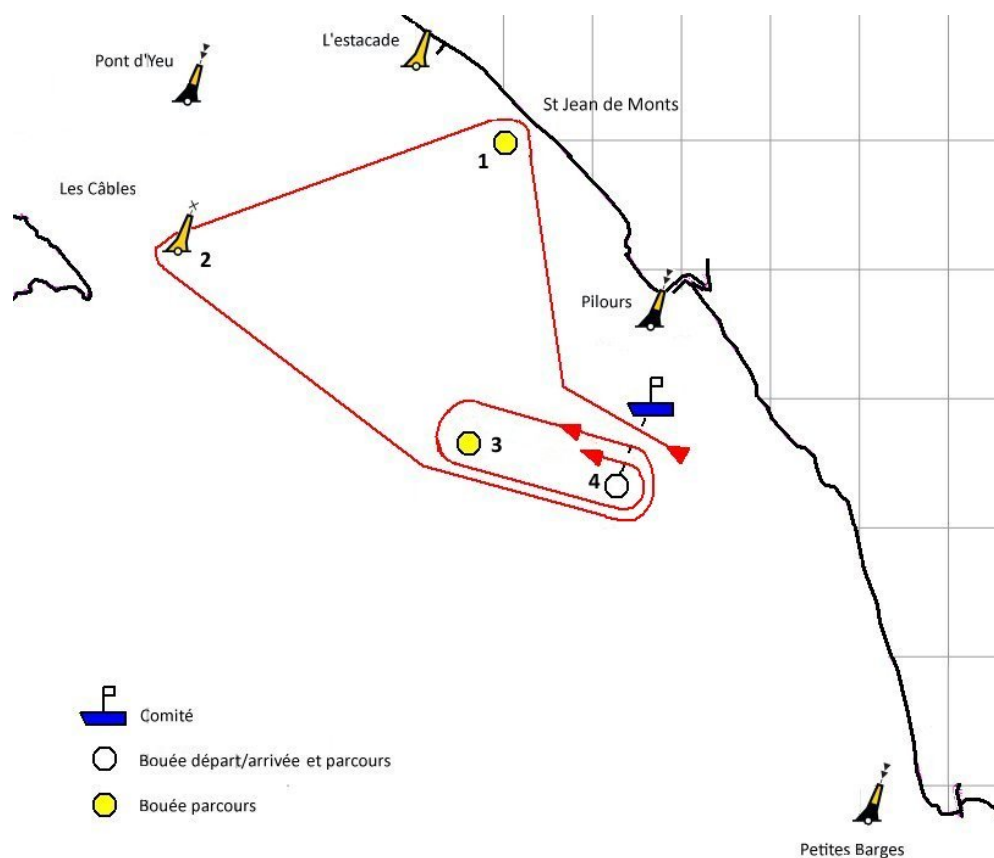 L'estacade
Pont d'Yeu
St Jean de Monts
1
Les Câbles
2
Pilours
3
4
Comité
Bouée départ/arrivée et parcours
Bouée parcours
Petites Barges